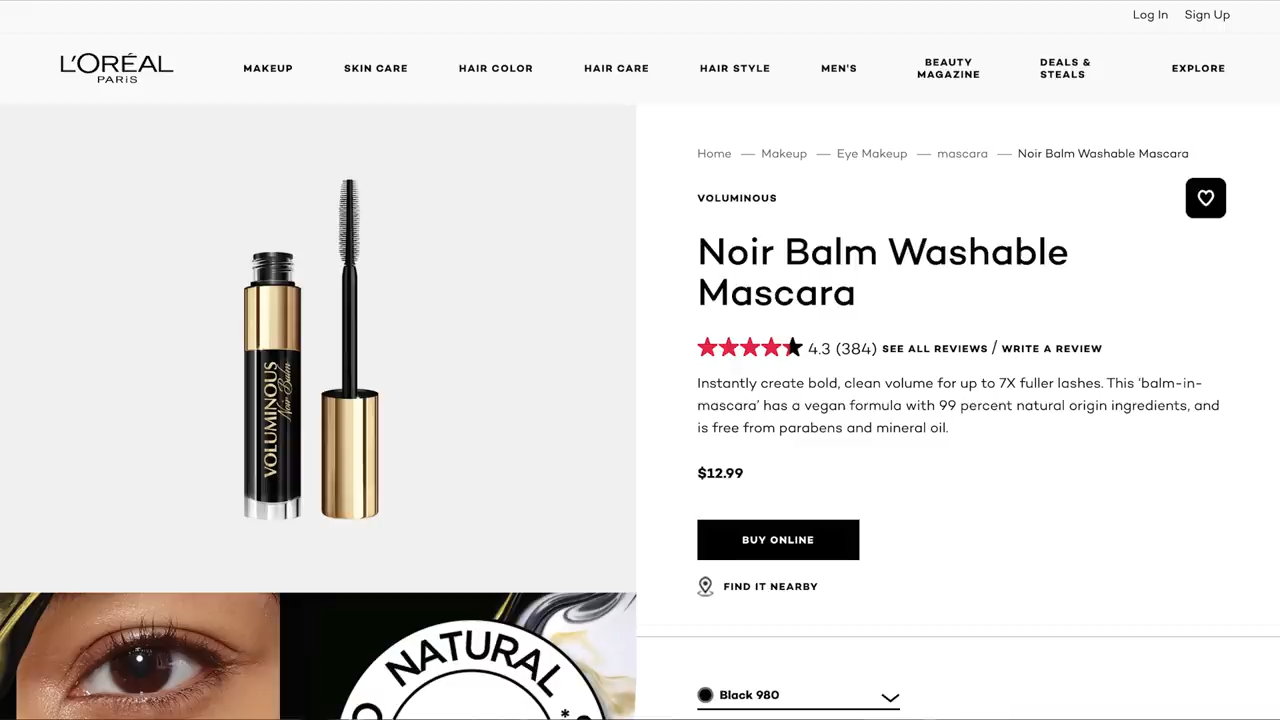 Log In Sign Up
L'ORÉAL
PARIS
MAKEUP SKIN CARE HAIR COLOR HAIR CARE HAIR STYLE MEN'S BEAUTY MAGAZINE DEALS & STEALS EXPLORE
Home — Makeup — Eye Makeup — mascara — Noir Balm Washable Mascara
VOLUMINOUS
Noir Balm Washable
Mascara
4.3 (384) SEE ALL REVIEWS / WRITE A REVIEW
Instantly create bold, clean volume for up to 7X fuller lashes. This 'balm-in-
mascara' has a vegan formula with 99 percent natural origin ingredients, and
is free from parabens and mineral oil.
$12.99
BUY ONLINE
FIND IT NEARBY
Black 980
VOLUMINOUS
Noir Balm
NATURAL